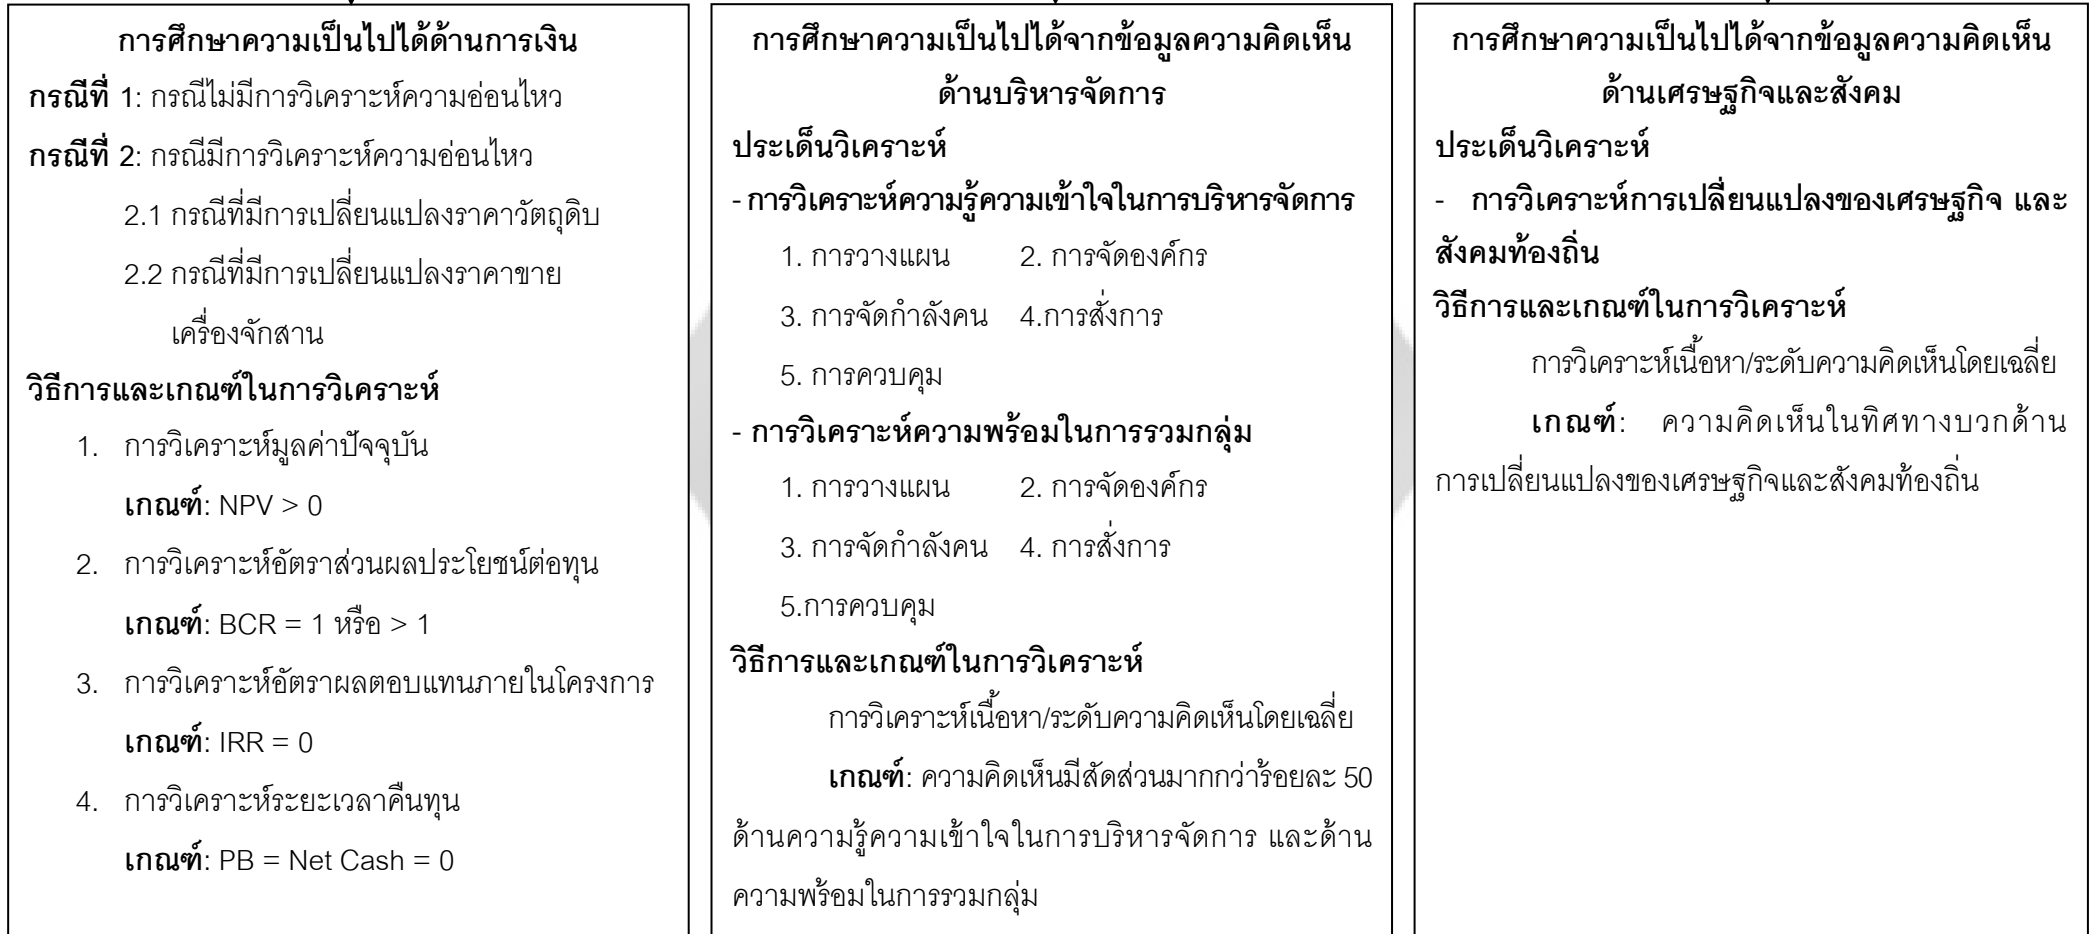 การศึกษาความเป็นไปได้ด้านการเงิน
กรณีที่ 1: กรณีไม่มีการวิเคราะห์ความอ่อนไหว
กรณีที่ 2: กรณีมีการวิเคราะห์ความอ่อนไหว
2.1 กรณีที่มีการเปลี่ยนแปลงราคาวัตถุดิบ
2.2 กรณีที่มีการเปลี่ยนแปลงราคาขาย
เครื่องจักสาน
วิธีการและเกณฑ์ในการวิเคราะห์
1. การวิเคราะห์มูลค่าปัจจุบัน
เกณฑ์: NPV > 0
2. การวิเคราะห์อัตราส่วนผลประโยชน์ต่อทุน
เกณฑ์: BCR = 1 หรือ > 1
3. การวิเคราะห์อัตราผลตอบแทนภายในโครงการ
เกณฑ์: IRR = 0
4. การวิเคราะห์ระยะเวลาคืนทุน
เกณฑ์: PB = Net Cash = 0
การศึกษาความเป็นไปได้จากข้อมูลความคิดเห็น
ด้านบริหารจัดการ
ประเด็นวิเคราะห์
- การวิเคราะห์ความรู้ความเข้าใจในการบริหารจัดการ
1. การวางแผน 2. การจัดองค์กร
3. การจัดกำลังคน 4.การสั่งการ
5. การควบคุม
- การวิเคราะห์ความพร้อมในการรวมกลุ่ม
1. การวางแผน 2. การจัดองค์กร
3. การจัดกำลังคน 4. การสั่งการ
5.การควบคุม
วิธีการและเกณฑ์ในการวิเคราะห์
การวิเคราะห์เนื้อหา/ระดับความคิดเห็นโดยเฉลี่ย
เกณฑ์: ความคิดเห็นมีสัดส่วนมากกว่าร้อยละ 50
ด้านความรู้ความเข้าใจในการบริหารจัดการ และด้าน
ความพร้อมในการรวมกลุ่ม
การศึกษาความเป็นไปได้จากข้อมูลความคิดเห็น
ด้านเศรษฐกิจและสังคม
ประเด็นวิเคราะห์
- การวิเคราะห์การเปลี่ยนแปลงของเศรษฐกิจ และ
สังคมท้องถิ่น
วิธีการและเกณฑ์ในการวิเคราะห์
การวิเคราะห์เนื้อหา/ระดับความคิดเห็นโดยเฉลี่ย
เกณฑ์: ความคิดเห็นในทิศทางบวกด้าน
การเปลี่ยนแปลงของเศรษฐกิจและสังคมท้องถิ่น